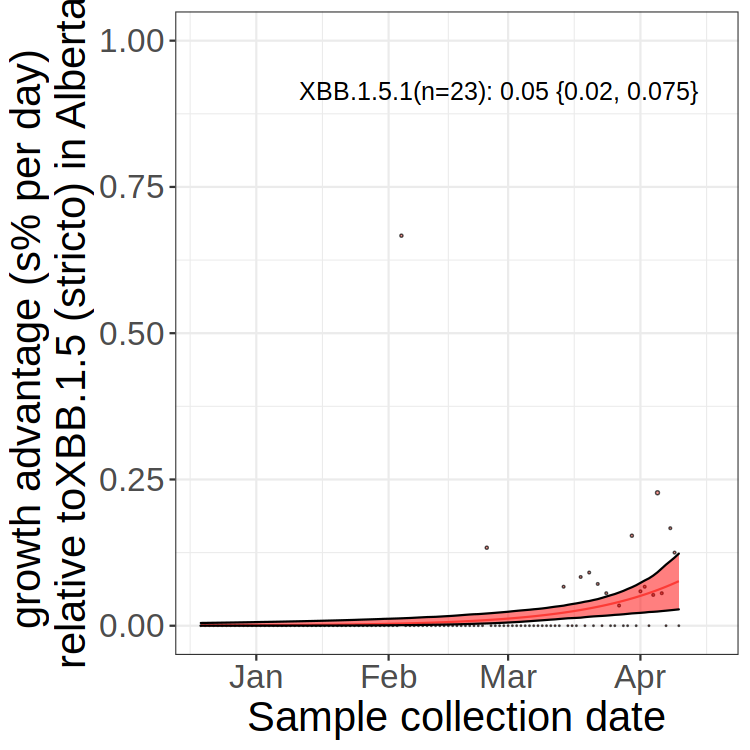 growth advantage (s% per day)
relative toXBB.1.5 (stricto) in Alberta
1.00
0.75
0.50
0.25
0.00
XBB.1.5.1(n=23): 0.05 {0.02, 0.075}
Jan Feb Mar Apr
Sample collection date